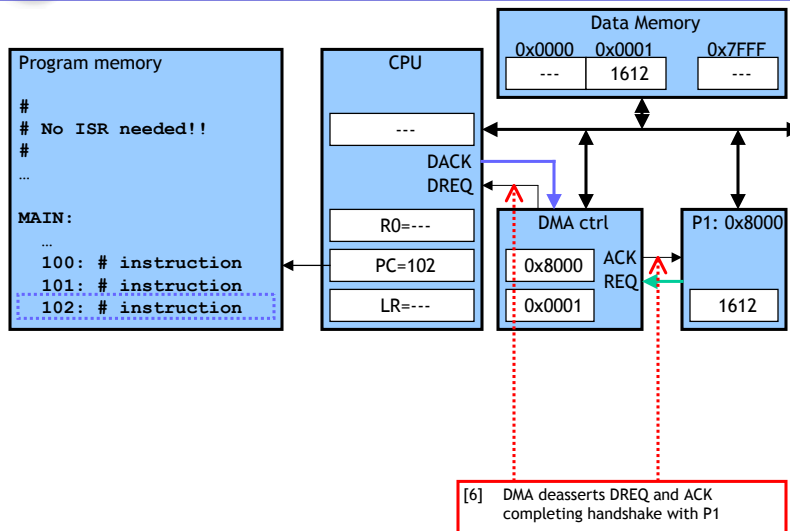 Program memory
#
# No ISR needed!!
#
…
MAIN:
…
100: # instruction
101: # instruction
102: # instruction
CPU
---
DACK
DREQ
R0=---
PC=102
LR=---
Data Memory
0x0000 0x0001 0x7FFF
--- 1612 ---
DMA ctrl
0x8000
0x0001
ACK
REQ
P1: 0x8000
1612
[6] DMA deasserts DREQ and ACK
completing handshake with P1